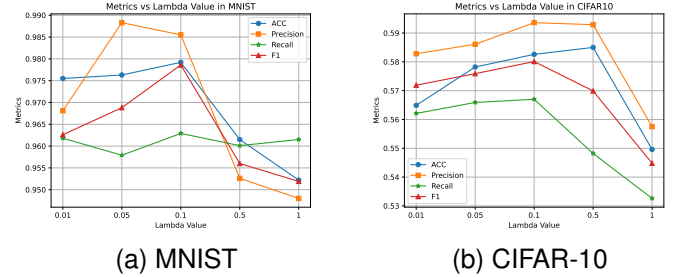 Metrics vs Lambda Value in MNIST
0.990
0.985
0.980
0.975
0.970
0.965
0.960
0.955
0.950
Metrics
0.01
0.05
0.1
0.5
1
Lambda Value
ACC
Precision
Recall
F1
(a) MNIST
Metrics vs Lambda Value in CIFAR10
0.59
0.58
0.57
0.56
0.55
0.54
0.53
Metrics
0.01
0.05
0.1
0.5
1
Lambda Value
ACC
Precision
Recall
F1
(b) CIFAR-10